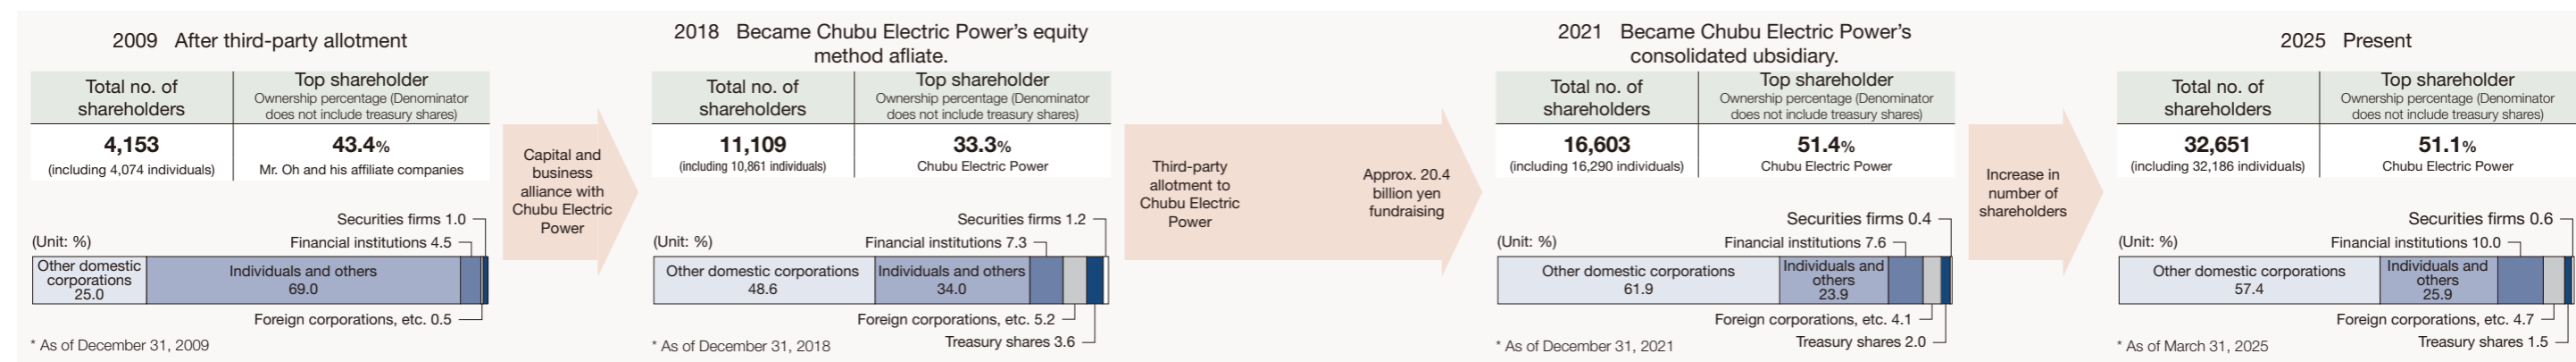 2009 After third-party allotment
Total no. of
shareholders
Top shareholder
Ownership percentage (Denominator
does not include treasury shares)
4,153
(including 4,074 individuals)
43.4%
Mr. Oh and his affiliate companies
Securities firms 1.0
(Unit: %)
Financial institutions 4.5
Other domestic
corporations
25.0
Individuals and others
69.0
Foreign corporations, etc. 0.5
* As of December 31, 2009
Capital and
business
alliance with
Chubu Electric
Power
2018 Became Chubu Electric Power's equity
method afliate.
Total no. of
shareholders
Top shareholder
Ownership percentage (Denominator
does not include treasury shares)
11,109
(including 10,861 individuals)
33.3%
Chubu Electric Power
Securities firms 1.2
(Unit: %)
Financial institutions 7.3
Other domestic corporations
48.6
Individuals and others
34.0
Foreign corporations, etc. 5.2
Treasury shares 3.6
* As of December 31, 2018
Third-party
allotment to
Chubu Electric
Power
Approx. 20.4
billion yen
fundraising
2021 Became Chubu Electric Power's
consolidated ubsidiary.
Total no. of
shareholders
Top shareholder
Ownership percentage (Denominator
does not include treasury shares)
16,603
(including 16,290 individuals)
51.4%
Chubu Electric Power
Securities firms 0.4
(Unit: %)
Financial institutions 7.6
Other domestic corporations
61.9
Individuals and
others
23.9
Foreign corporations, etc. 4.1
Treasury shares 2.0
* As of December 31, 2021
Increase in
number of
shareholders
2025 Present
Total no. of
shareholders
Top shareholder
Ownership percentage (Denominator
does not include treasury shares)
32,651
(including 32,186 individuals)
51.1%
Chubu Electric Power
Securities firms 0.6
(Unit: %)
Financial institutions 10.0
Other domestic corporations
57.4
Individuals and
others
25.9
Foreign corporations, etc. 4.7
Treasury shares 1.5
* As of March 31, 2025